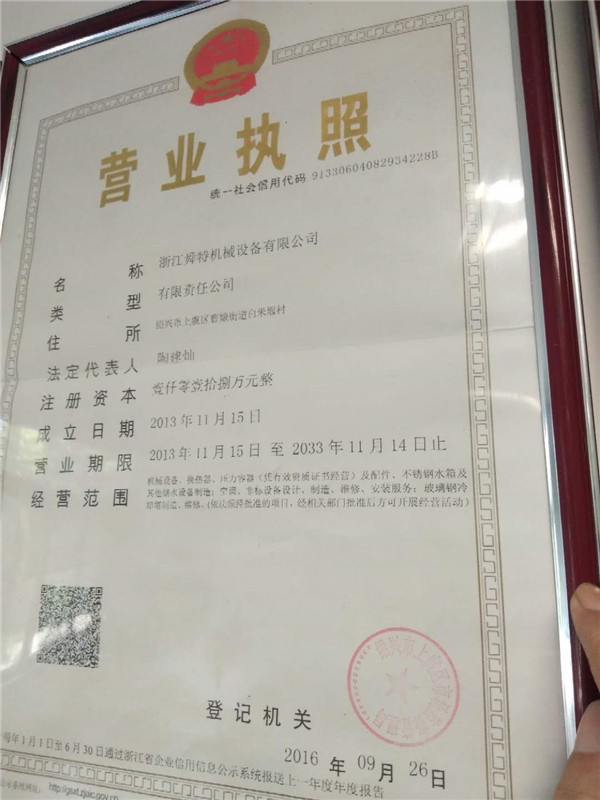 营业执照
统一社会信用代码 91330604082934228B
名称 浙江舜特机械设备有限公司
类型 有限责任公司
住所 绍兴市上虞区曹娥街道白米堰村
法定代表人 陶建灿
注册资本 壹仟零壹拾捌万元整
成立日期 2013年11月15日
营业期限 2013年11月15日 至 2033年11月14日止
经营范围 机械设备、换热器、压力容器（凭有效资质证书经营）及配件、不锈钢水箱及
其他储水设备制造；空调、非标设备设计、制造、维修、安装服务；玻璃钢冷
却塔制造、维修。(依法须经批准的项目，经相关部门批准后方可开展经营活动)
登记机关
2016 年 09 月 26 日
每年1月1日至6月30日通过浙江省企业信用信息公示系统报送上一年度年度报告
http://gsxt.zjaic.gov.cn